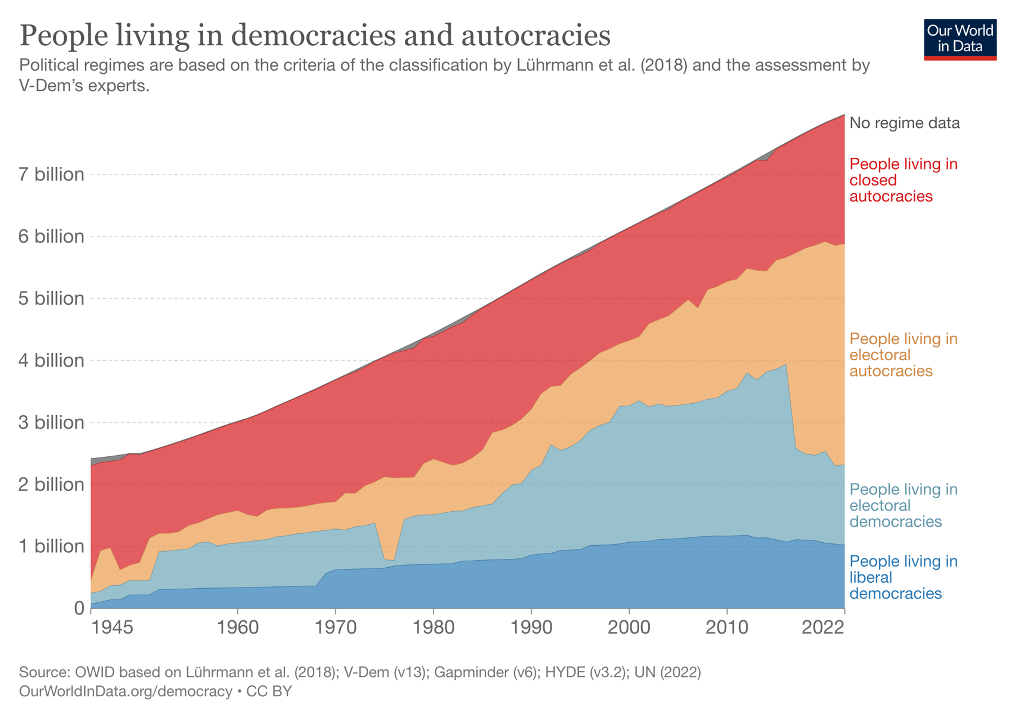 People living in democracies and autocracies
Our World
in Data
Political regimes are based on the criteria of the classification by Lührmann et al. (2018) and the assessment by
V-Dem's experts.
No regime data
People living in
closed
autocracies
7 billion
6 billion
5 billion
4 billion
3 billion
2 billion
1 billion
0
People living in
electoral
autocracies
People living in
electoral
democracies
People living in
liberal
democracies
1945
1960
1970
1980
1990
2000
2010
2022
Source: OWID based on Lührmann et al. (2018); V-Dem (v13); Gapminder (v6); HYDE (v3.2); UN (2022)
OurWorldInData.org/democracy • CC BY